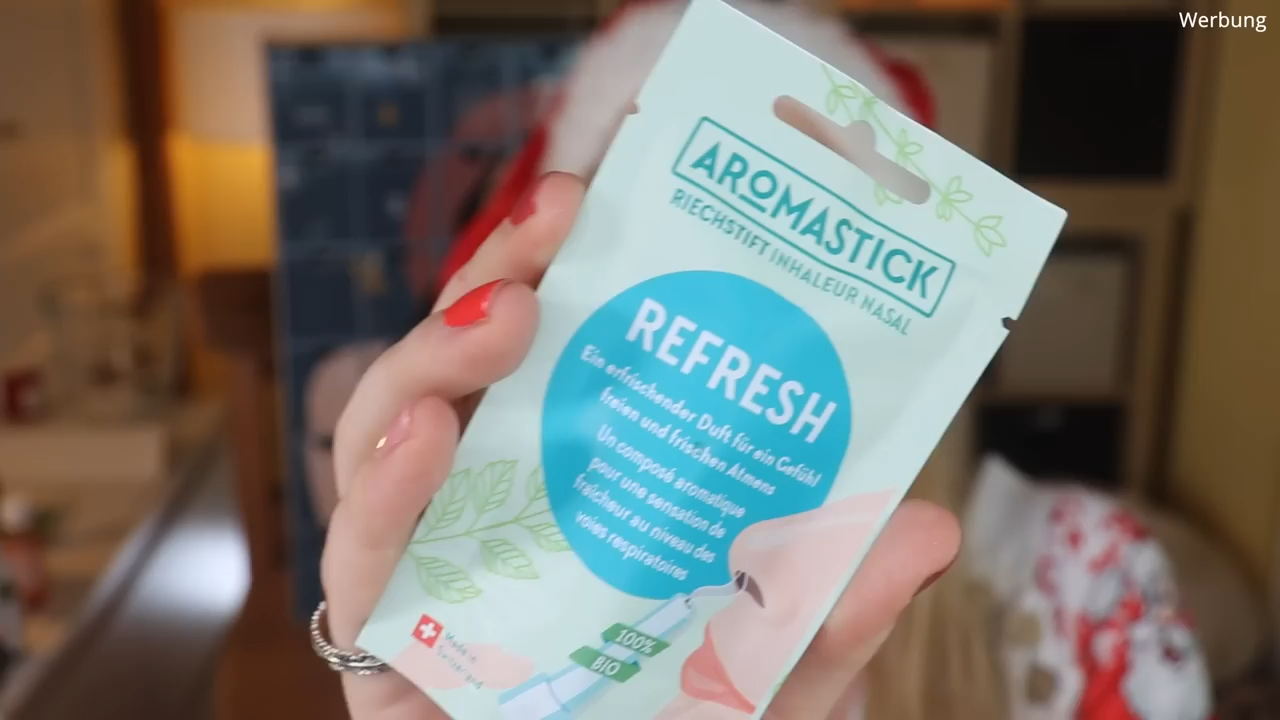 Werbung
AROMASTICK
RIECHSTIFT INHALEUR NASAL
REFRESH
Ein erfrischender Duft für ein Gefühl
freien und frischen Atmens
Un composé aromatique
pour une sensation de
fraîcheur au niveau des
voies respiratoires
100%
BIO
Made in
Switzerland